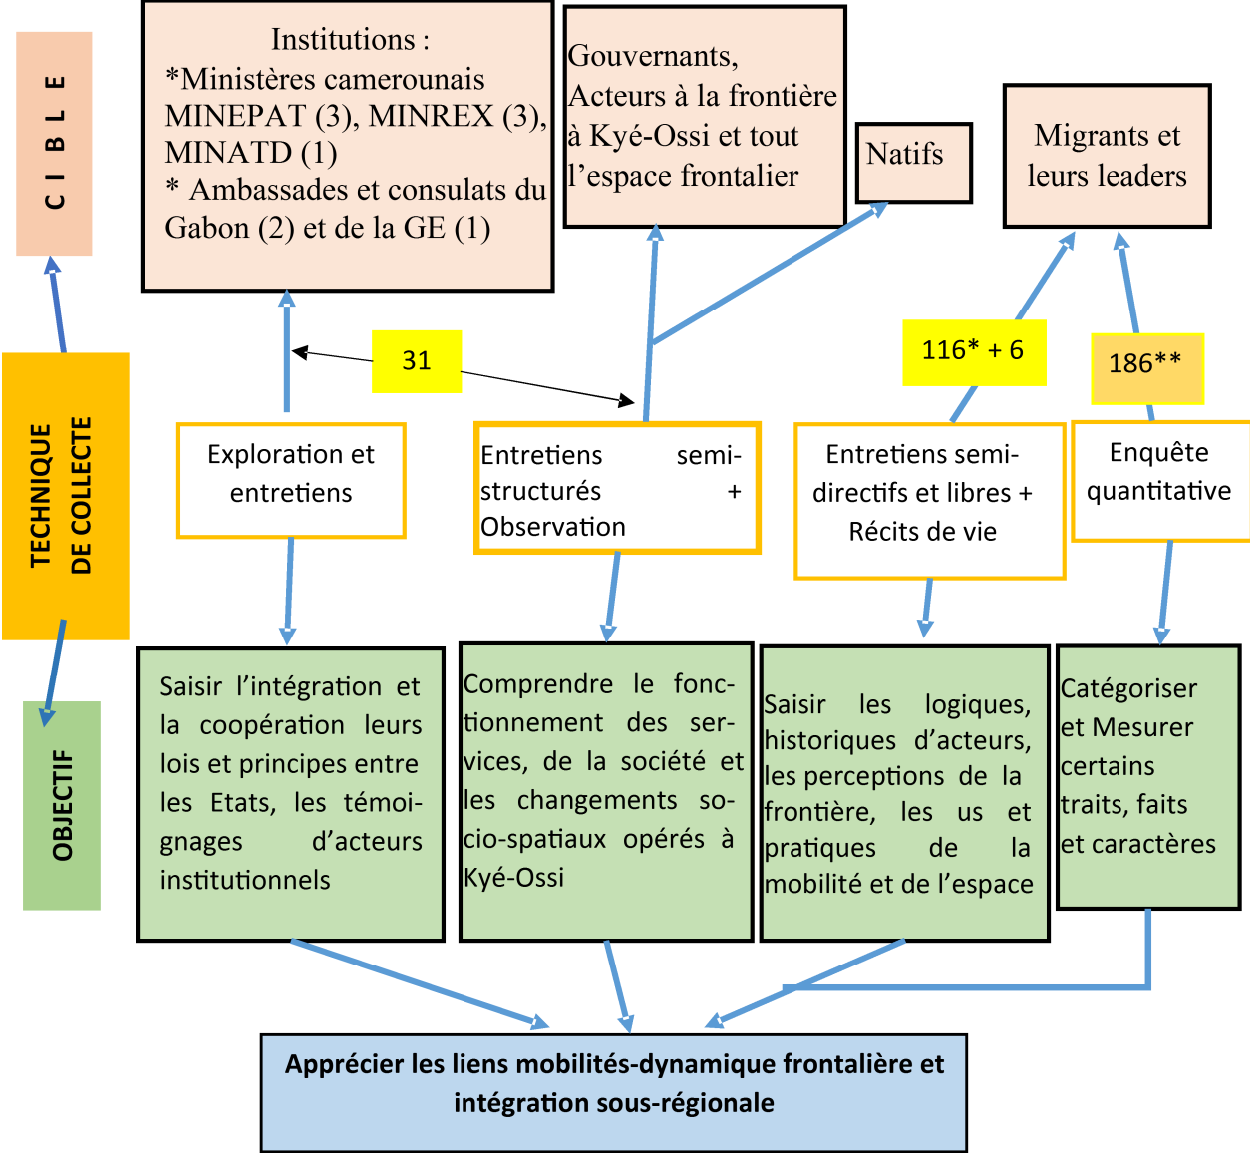 CIBLE
Institutions :
*Ministères camerounais
MINEPAT (3), MINREX (3),
MINATD (1)
* Ambassades et consulats du
Gabon (2) et de la GE (1)
Gouvernants,
Acteurs à la frontière
à Kyé-Ossi et tout
l’espace frontalier
Natifs
Migrants et
leurs leaders
31
116* + 6
186**
TECHNIQUE
DE COLLECTE
Exploration et
entretiens
Entretiens semi-
structurés +
Observation
Entretiens semi-
directifs et libres +
Récits de vie
Enquête
quantitative
OBJECTIF
Saisir l’intégration et
la coopération leurs
lois et principes entre
les Etats, les témoi-
gnages d’acteurs
institutionnels
Comprendre le fonc-
tionnement des ser-
vices, de la société et
les changements so-
cio-spatiaux opérés à
Kyé-Ossi
Saisir les logiques,
historiques d’acteurs,
les perceptions de la
frontière, les us et
pratiques de la
mobilité et de l’espace
Catégoriser
et Mesurer
certains
traits, faits
et caractères
Apprécier les liens mobilités-dynamique frontalière et
intégration sous-régionale